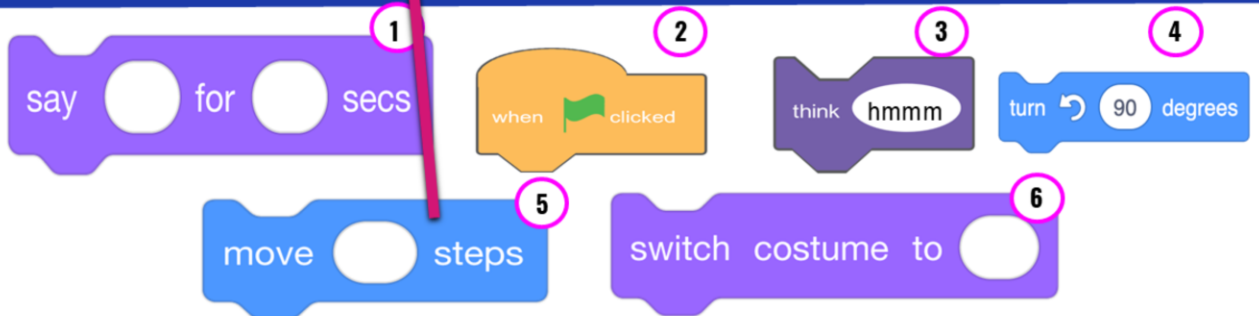 1
say for secs
2
when clicked
3
think hmmm
4
turn 90 degrees
5
move steps
6
switch costume to